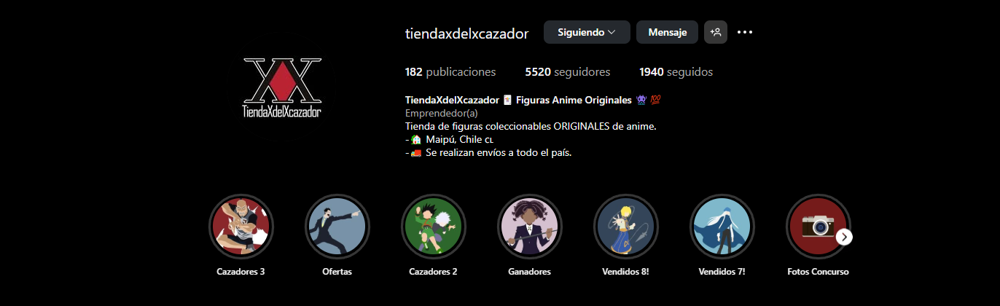 tiendaxdelxcazador Siguiendo Mensaje
182 publicaciones 5520 seguidores 1940 seguidos
TiendaXdelXcazador
TiendaXdelXcazador 🃏 Figuras Anime Originales 👾 💯
Emprendedor(a)
Tienda de figuras coleccionables ORIGINALES de anime.
-🏠 Maipú, Chile CL
-🚛 Se realizan envíos a todo el país.
Cazadores 3 Ofertas Cazadores 2 Ganadores Vendidos 8! Vendidos 7! Fotos Concurso